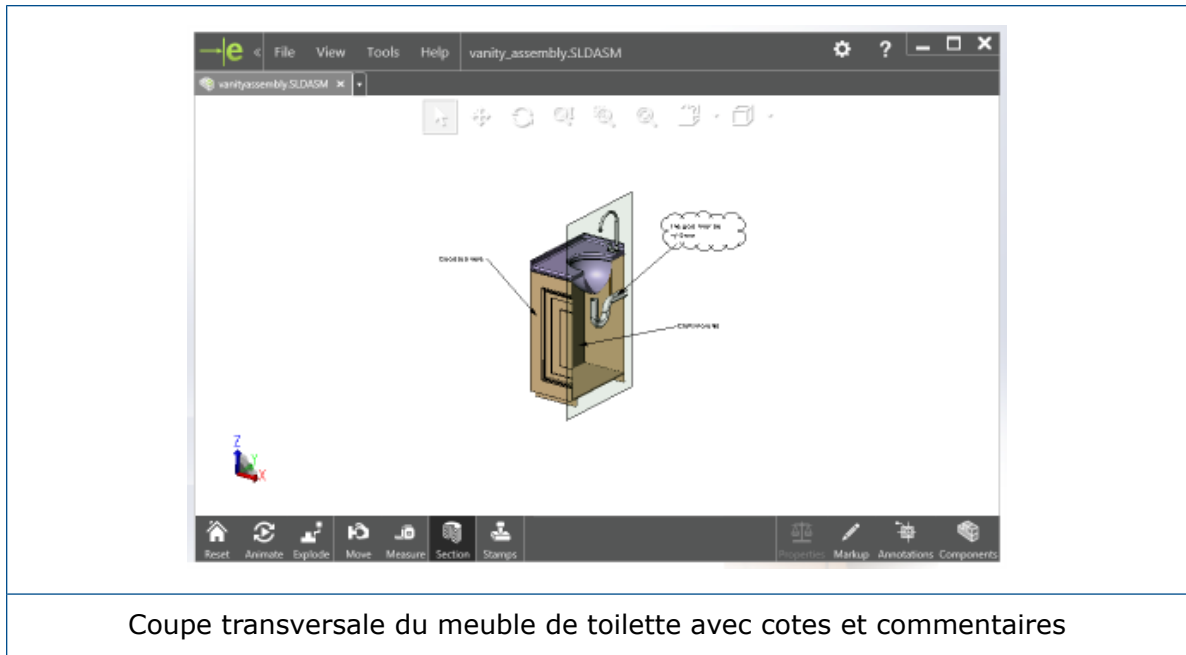 e « File View Tools Help vanity_assembly.SLDASM ?
vanityassembly.SLDASM
Z
Y
X
Reset Animate Explode Move Measure Section Stamps Properties Markup Annotations Components
Coupe transversale du meuble de toilette avec cotes et commentaires